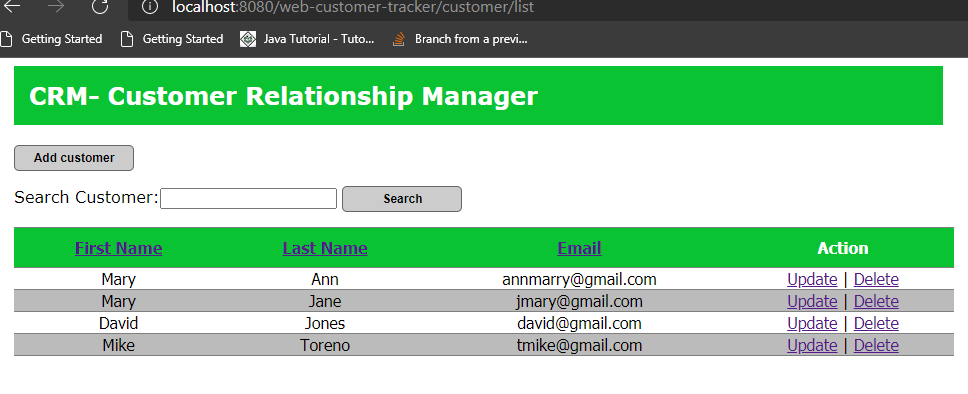 localhost:8080/web-customer-tracker/customer/list
Getting Started Getting Started Java Tutorial - Tuto... Branch from a previ...
CRM- Customer Relationship Manager
Add customer
Search Customer: Search
First Name Last Name Email Action
Mary Ann annmarry@gmail.com Update | Delete
Mary Jane jmary@gmail.com Update | Delete
David Jones david@gmail.com Update | Delete
Mike Toreno tmike@gmail.com Update | Delete